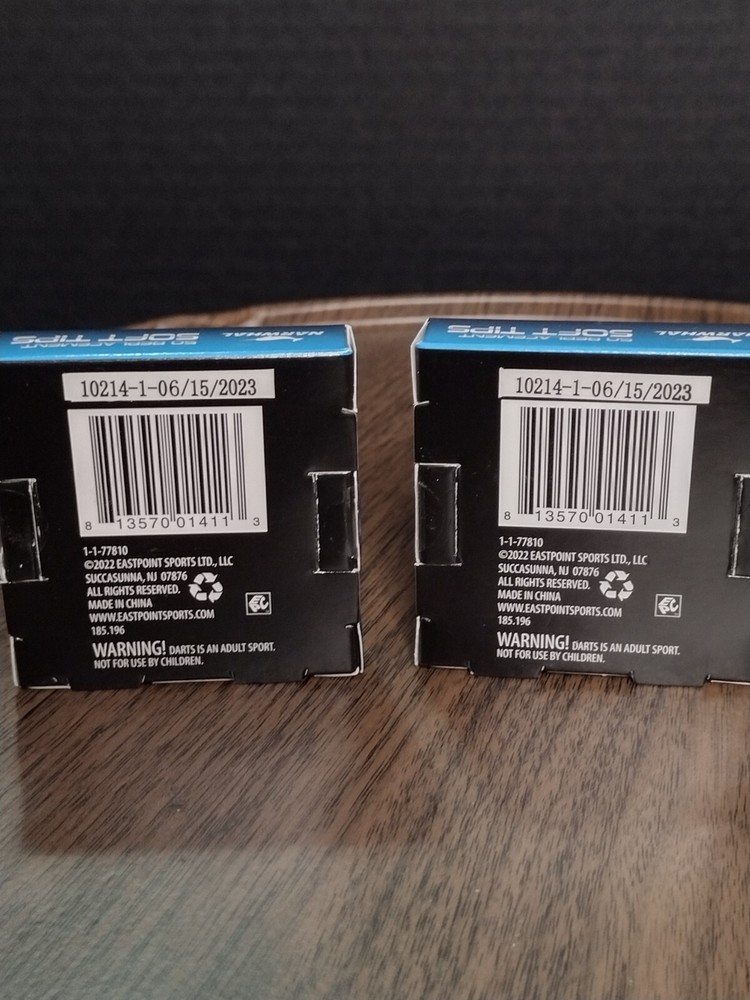 NARWHAL
50 REPLACEMENT
SOFT TIPS
10214-1-06/15/2023
8 13570 01411 3
1-1-77810
©2022 EASTPOINT SPORTS LTD., LLC
SUCCASUNNA, NJ 07876
ALL RIGHTS RESERVED.
MADE IN CHINA
WWW.EASTPOINTSPORTS.COM
185.196
WARNING! DARTS IS AN ADULT SPORT.
NOT FOR USE BY CHILDREN.
NARWHAL
50 REPLACEMENT
SOFT TIPS
10214-1-06/15/2023
8 13570 01411 3
1-1-77810
©2022 EASTPOINT SPORTS LTD., LLC
SUCCASUNNA, NJ 07876
ALL RIGHTS RESERVED.
MADE IN CHINA
WWW.EASTPOINTSPORTS.COM
185.196
WARNING! DARTS IS AN ADULT SPORT.
NOT FOR USE BY CHILDREN.